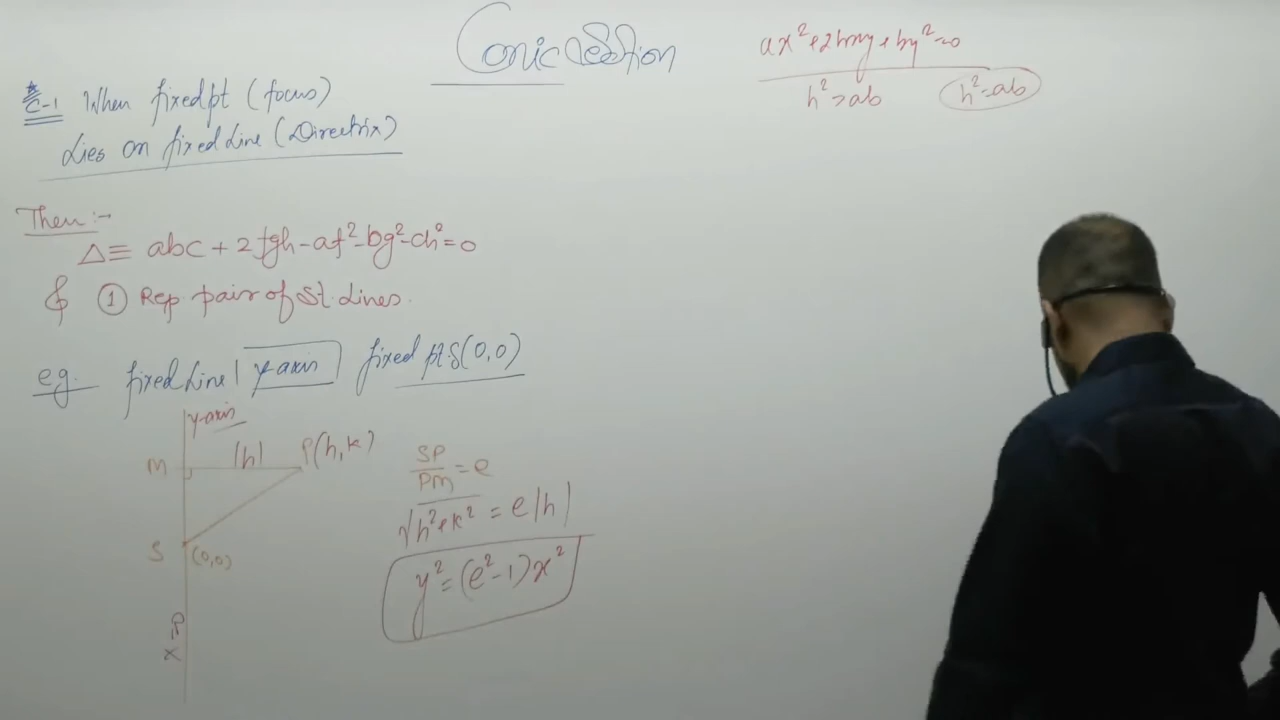 Conic Section
ax²+2hxy+by²=0
h²>ab h²=ab
C-1 When fixed pt (focus)
Lies on fixed Line (Directrix)
Then:-
Δ≡ abc + 2fgh-af²-bg²-ch²=0
& ① Rep pair of St. Lines.
eg. fixed Line | y-axis | fixed pt S(0,0)
y-axis
M |h| P(h,k)
SP/PM = e
√h²+k² = e|h|
S (0,0)
y²=(e²-1)x²
x=0